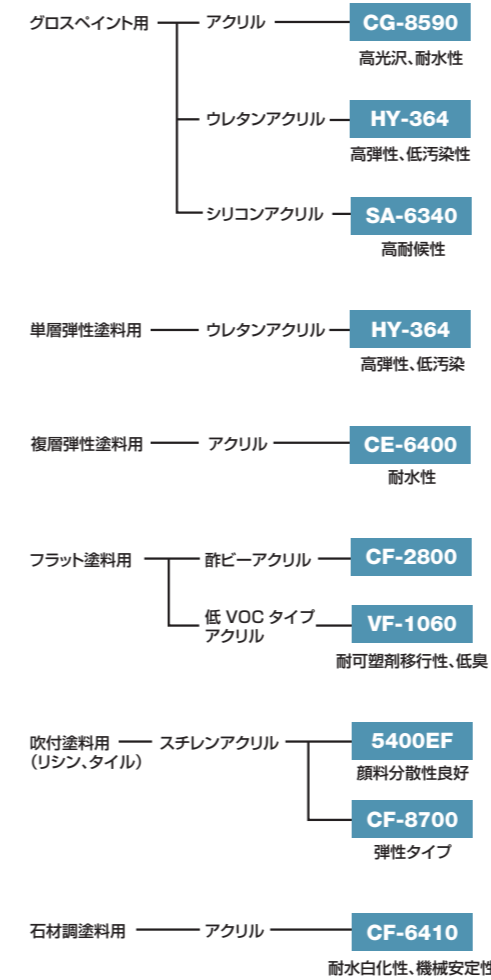 グロスペイント用 アクリル CG-8590
高光沢、耐水性
ウレタンアクリル HY-364
高弾性、低汚染性
シリコンアクリル SA-6340
高耐候性
単層弾性塗料用 ウレタンアクリル HY-364
高弾性、低汚染
複層弾性塗料用 アクリル CE-6400
耐水性
フラット塗料用 酢ビーアクリル CF-2800
低 VOC タイプ
アクリル
VF-1060
耐可塑剤移行性、低臭
吹付塗料用 スチレンアクリル 5400EF
(リシン、タイル)
顔料分散性良好
CF-8700
弾性タイプ
石材調塗料用 アクリル CF-6410
耐水白化性、機械安定性